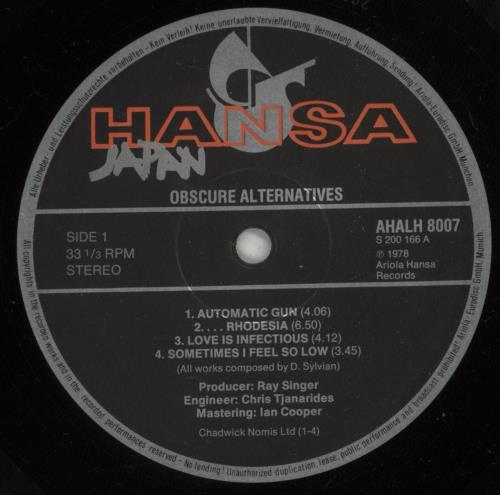 Alle Urheber- und Leistungsschutzrechte vorbehalten - Kein Verleih! Keine unerlaubte Vervielfältigung, Vermietung, Aufführung, Sendung! Ariola-Eurodisc GmbH, München.
HANSA
JAPAN
OBSCURE ALTERNATIVES
SIDE 1
33 1/3 RPM
STEREO
AHALH 8007
S 200 166 A
℗ 1978
Ariola Hansa
Records
1. AUTOMATIC GUN (4.06)
2. . . . RHODESIA (6.50)
3. LOVE IS INFECTIOUS (4.12)
4. SOMETIMES I FEEL SO LOW (3.45)
(All works composed by D. Sylvian)
Producer: Ray Singer
Engineer: Chris Tjanarides
Mastering: Ian Cooper
Chadwick Nomis Ltd (1-4)
All copyrights in the recorded works and in the recorded performances reserved - No lending! Unauthorized duplication, lease, public performance and broadcast prohibited! Ariola-Eurodisc GmbH, Munich.